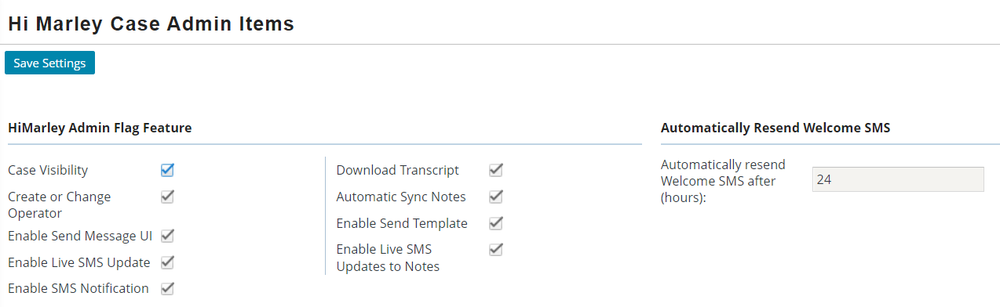 Hi Marley Case Admin Items
Save Settings
HiMarley Admin Flag Feature
Case Visibility
Create or Change
Operator
Enable Send Message UI
Enable Live SMS Update
Enable SMS Notification
Download Transcript
Automatic Sync Notes
Enable Send Template
Enable Live SMS
Updates to Notes
Automatically Resend Welcome SMS
Automatically resend
Welcome SMS after
(hours):
24